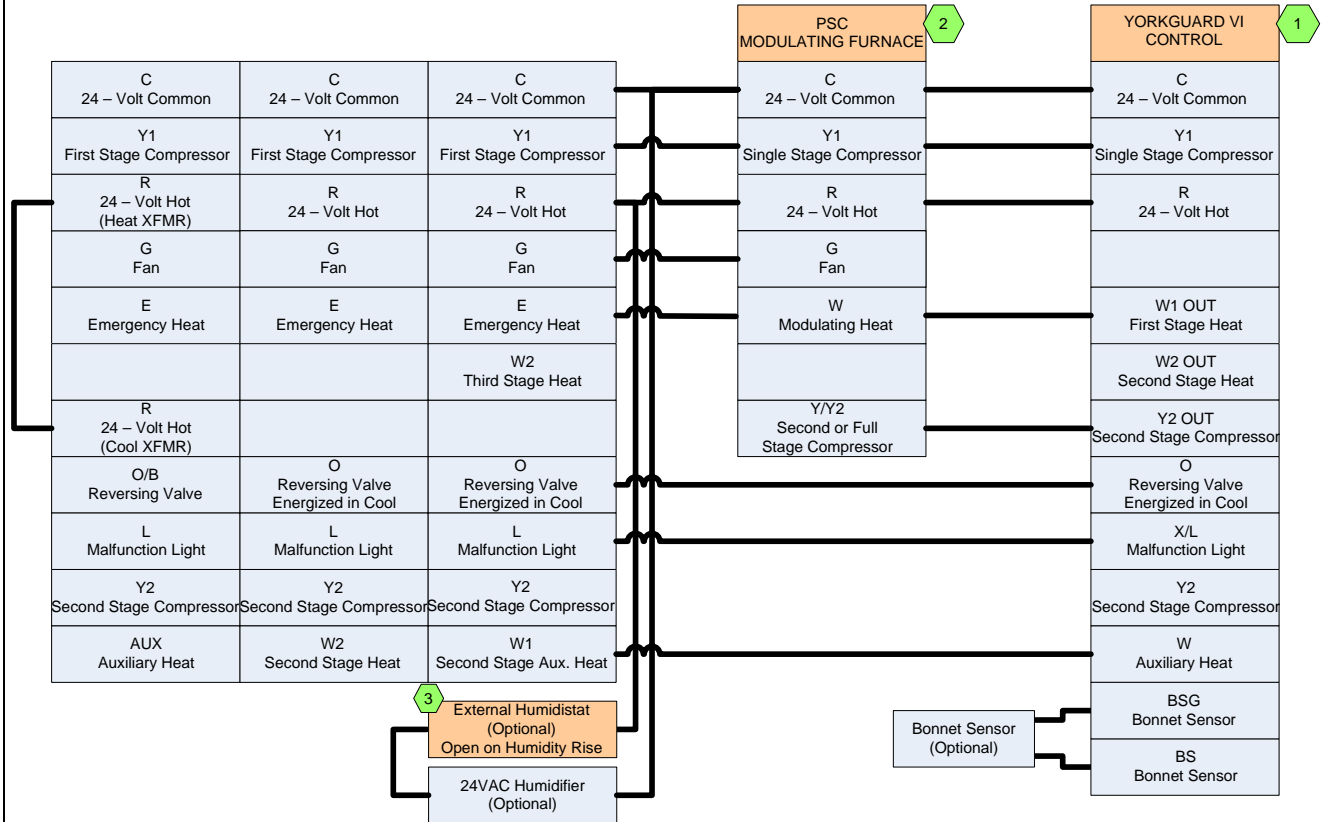 PSC
MODULATING FURNACE
2
YORKGUARD VI
CONTROL
1
C
24 – Volt Common
C
24 – Volt Common
C
24 – Volt Common
C
24 – Volt Common
C
24 – Volt Common
Y1
First Stage Compressor
Y1
First Stage Compressor
Y1
First Stage Compressor
Y1
Single Stage Compressor
Y1
Single Stage Compressor
R
24 – Volt Hot
(Heat XFMR)
R
24 – Volt Hot
R
24 – Volt Hot
R
24 – Volt Hot
R
24 – Volt Hot
G
Fan
G
Fan
G
Fan
G
Fan
E
Emergency Heat
E
Emergency Heat
E
Emergency Heat
W
Modulating Heat
W1 OUT
First Stage Heat
W2
Third Stage Heat
W2 OUT
Second Stage Heat
R
24 – Volt Hot
(Cool XFMR)
Y/Y2
Second or Full
Stage Compressor
Y2 OUT
Second Stage Compressor
O/B
Reversing Valve
O
Reversing Valve
Energized in Cool
O
Reversing Valve
Energized in Cool
O
Reversing Valve
Energized in Cool
L
Malfunction Light
L
Malfunction Light
L
Malfunction Light
X/L
Malfunction Light
Y2
Second Stage Compressor
Y2
Second Stage Compressor
Y2
Second Stage Compressor
Y2
Second Stage Compressor
AUX
Auxiliary Heat
W2
Second Stage Heat
W1
Second Stage Aux. Heat
W
Auxiliary Heat
3
External Humidistat
(Optional)
Open on Humidity Rise
Bonnet Sensor
(Optional)
BSG
Bonnet Sensor
BS
Bonnet Sensor
24VAC Humidifier
(Optional)